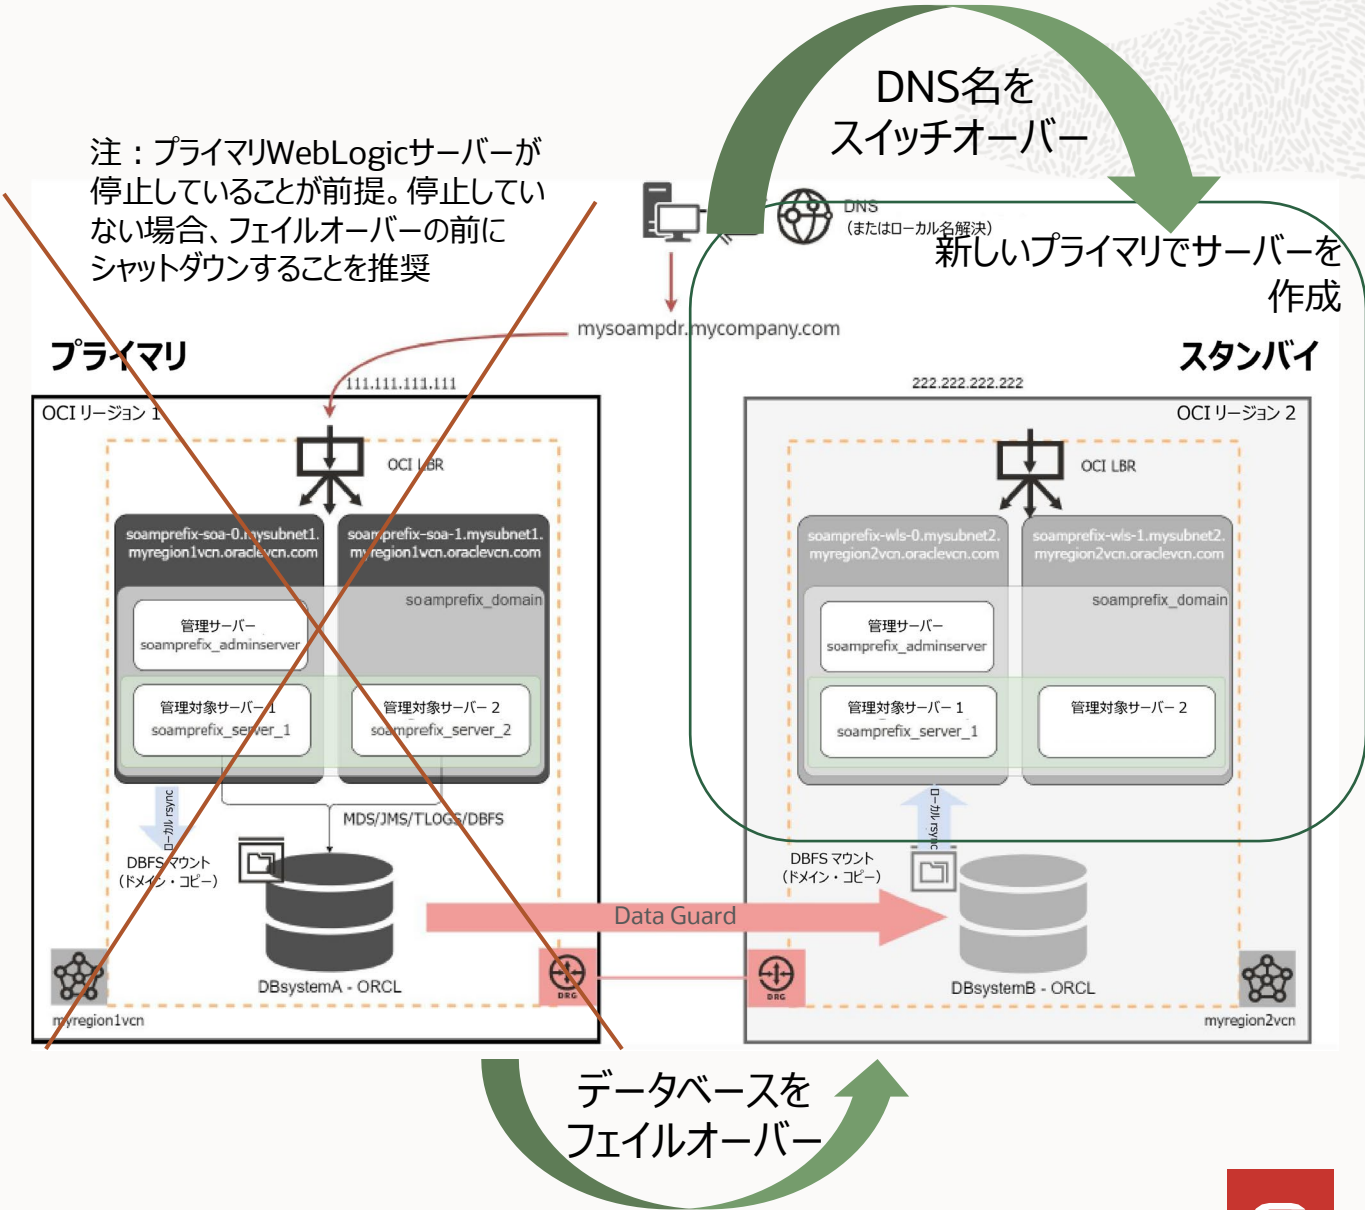 DNS名を
スイッチオーバー
注：プライマリWebLogicサーバーが
停止していることが前提。停止してい
ない場合、フェイルオーバーの前に
シャットダウンすることを推奨
DNS
（またはローカル名解決）
新しいプライマリでサーバーを
作成
mysoampdr.mycompany.com
プライマリ
スタンバイ
111.111.111.111
222.222.222.222
OCI リージョン 1
OCI LBR
soamprefix-soa-0.mysubnet1.
myregion1vcn.oraclevcn.com
soamprefix-soa-1.mysubnet1.
myregion1vcn.oraclevcn.com
soamprefix_domain
管理サーバー
soamprefix_adminserver
管理対象サーバー 1
soamprefix_server_1
管理対象サーバー 2
soamprefix_server_2
ローカル rsync
MDS/JMS/TLOGS/DBFS
DBFS マウント
（ドメイン・コピー）
DBsystemA - ORCL
DRG
myregion1vcn
OCI リージョン 2
OCI LBR
soamprefix-wls-0.mysubnet2.
myregion2vcn.oraclevcn.com
soamprefix-wls-1.mysubnet2.
myregion2vcn.oraclevcn.com
soamprefix_domain
管理サーバー
soamprefix_adminserver
管理対象サーバー 1
soamprefix_server_1
管理対象サーバー 2
ローカル rsync
DBFS マウント
（ドメイン・コピー）
Data Guard
DRG
DBsystemB - ORCL
myregion2vcn
データベースを
フェイルオーバー